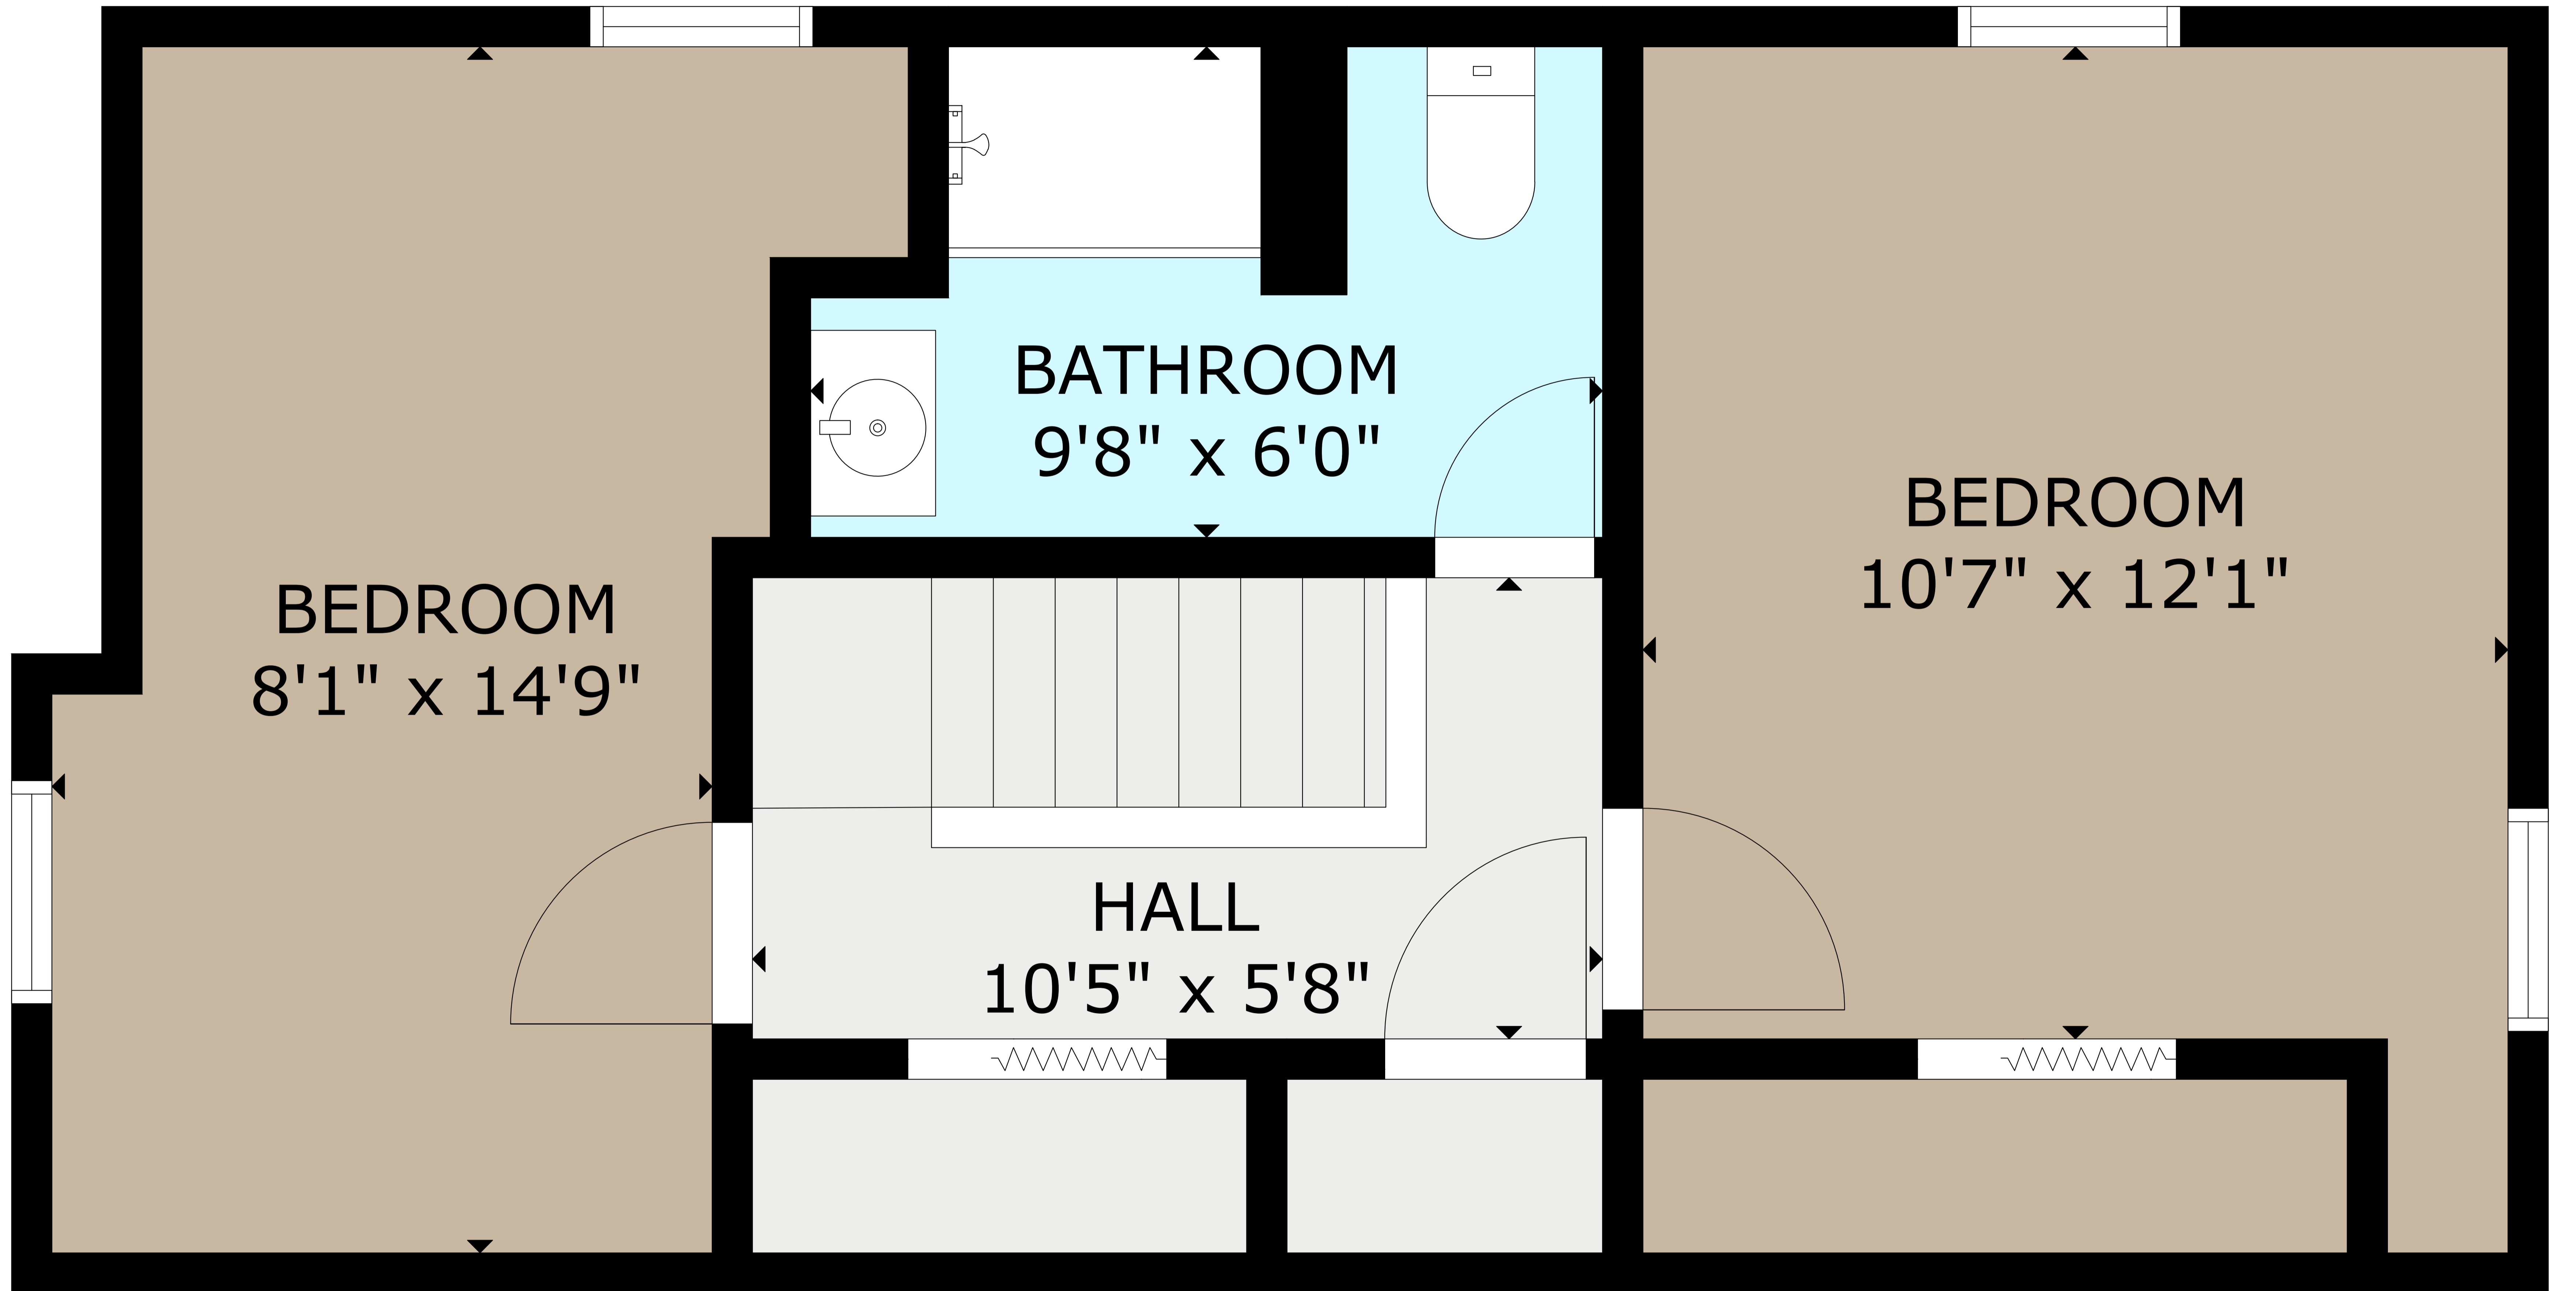 BATHROOM
9'8" x 6'0"
BEDROOM
10'7" x 12'1"
BEDROOM
8'1" x 14'9"
HALL
10'5" x 5'8"